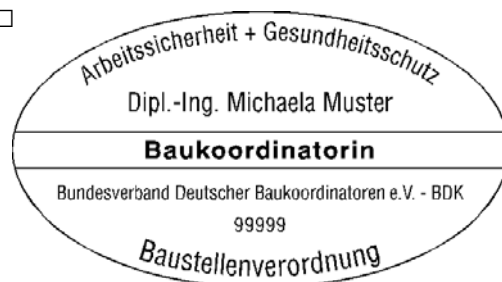 Arbeitssicherheit + Gesundheitsschutz
Dipl.-Ing. Michaela Muster
Baukoordinatorin
Bundesverband Deutscher Baukoordinatoren e.V. - BDK
99999
Baustellenverordnung